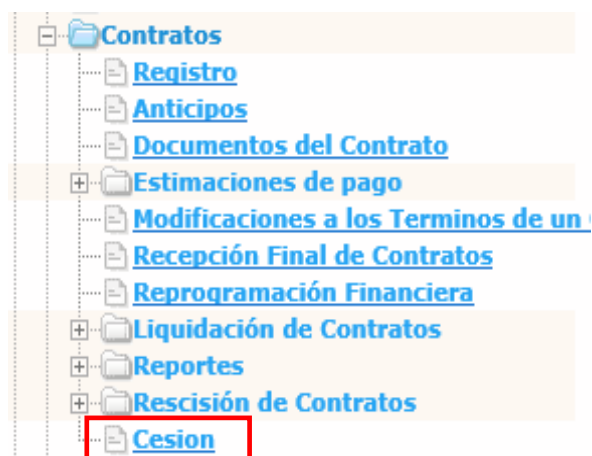 Contratos
Registro
Anticipos
Documentos del Contrato
Estimaciones de pago
Modificaciones a los Terminos de un
Recepción Final de Contratos
Reprogramación Financiera
Liquidación de Contratos
Reportes
Rescisión de Contratos
Cesion